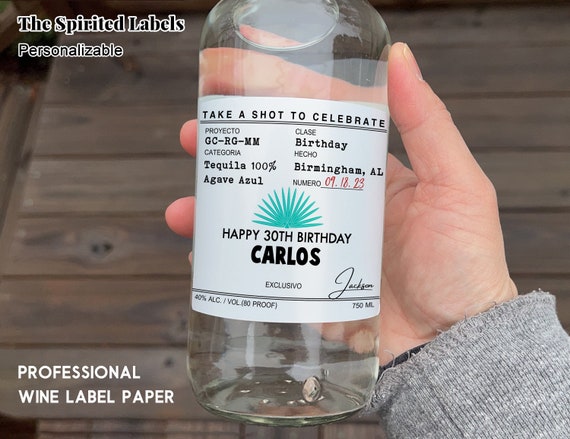 The Spirited Labels
Personalizable
TAKE A SHOT TO CELEBRATE
PROYECTO
GC-RG-MM
CLASE
Birthday
CATEGORIA
Tequila 100%
Agave Azul
HECHO
Birmingham, AL
NUMERO 09.18.23
HAPPY 30TH BIRTHDAY
CARLOS
EXCLUSIVO
Jackson
40% ALC. / VOL.(80 PROOF)
750 ML
PROFESSIONAL
WINE LABEL PAPER